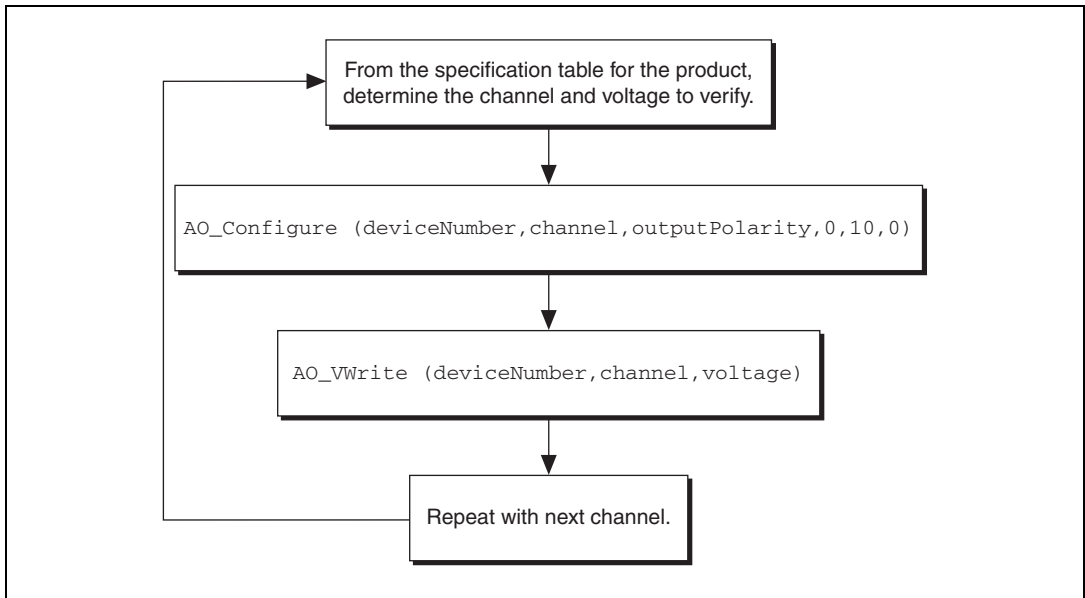 From the specification table for the product,
determine the channel and voltage to verify.
AO_Configure (deviceNumber,channel,outputPolarity,0,10,0)
AO_VWrite (deviceNumber,channel,voltage)
Repeat with next channel.